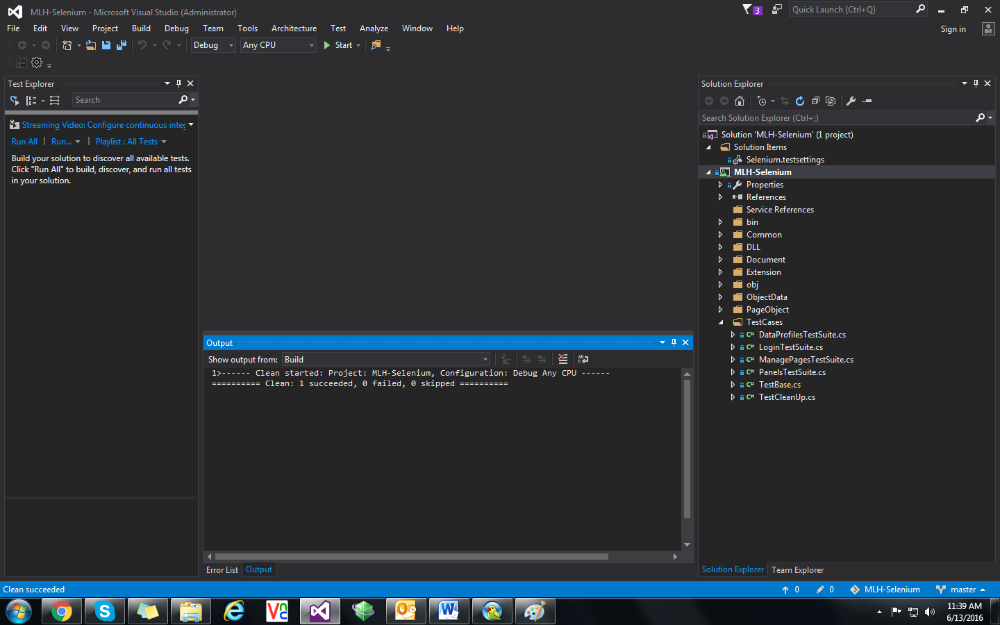 MLH-Selenium - Microsoft Visual Studio (Administrator)
3
Quick Launch (Ctrl+Q)
File Edit View Project Build Debug Team Tools Architecture Test Analyze Window Help
Sign in
Debug Any CPU Start
Test Explorer
Search
Streaming Video: Configure continuous integ
Run All | Run... | Playlist : All Tests
Build your solution to discover all available tests.
Click "Run All" to build, discover, and run all tests
in your solution.
Output
Show output from: Build
1>------ Clean started: Project: MLH-Selenium, Configuration: Debug Any CPU ------
========== Clean: 1 succeeded, 0 failed, 0 skipped ==========
Error List Output
Solution Explorer
Search Solution Explorer (Ctrl+;)
Solution 'MLH-Selenium' (1 project)
Solution Items
Selenium.testsettings
MLH-Selenium
Properties
References
Service References
bin
Common
DLL
Document
Extension
obj
ObjectData
PageObject
TestCases
C# DataProfilesTestSuite.cs
C# LoginTestSuite.cs
C# ManagePagesTestSuite.cs
C# PanelsTestSuite.cs
C# TestBase.cs
C# TestCleanUp.cs
Solution Explorer Team Explorer
Clean succeeded
0 0 MLH-Selenium master
11:39 AM
6/13/2016